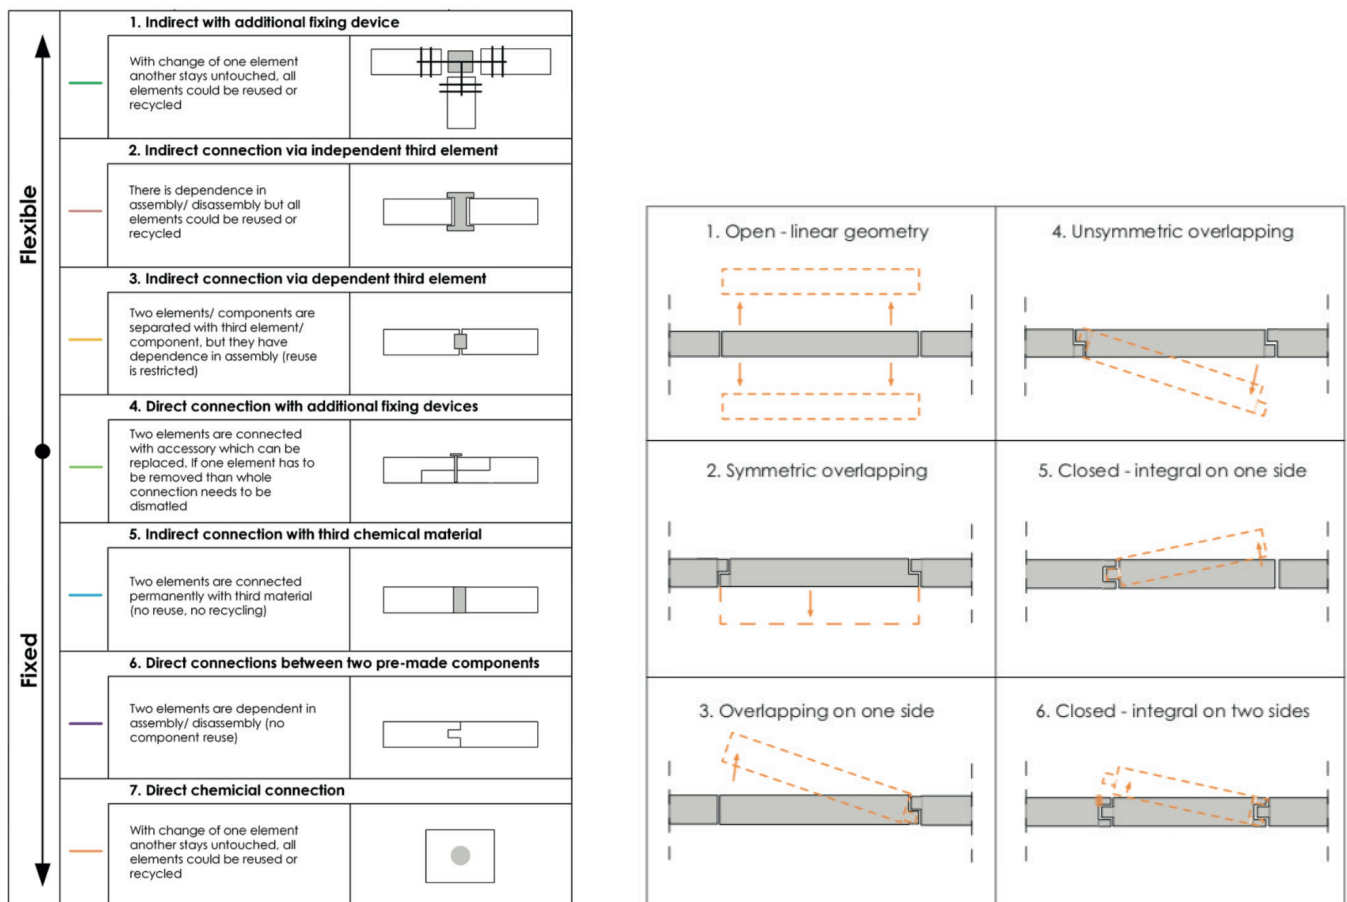 Flexible
Fixed
1. Indirect with additional fixing device
With change of one element
another stays untouched, all
elements could be reused or
recycled
2. Indirect connection via independent third element
There is dependence in
assembly/ disassembly but all
elements could be reused or
recycled
3. Indirect connection via dependent third element
Two elements/ components are
separated with third element/
component, but they have
dependence in assembly (reuse
is restricted)
4. Direct connection with additional fixing devices
Two elements are connected
with accessory which can be
replaced. If one element has to
be removed than whole
connection needs to be
dismatled
5. Indirect connection with third chemical material
Two elements are connected
permanently with third material
(no reuse, no recycling)
6. Direct connections between two pre-made components
Two elements are dependent in
assembly/ disassembly (no
component reuse)
7. Direct chemicial connection
With change of one element
another stays untouched, all
elements could be reused or
recycled
1. Open - linear geometry
4. Unsymmetric overlapping
2. Symmetric overlapping
5. Closed - integral on one side
3. Overlapping on one side
6. Closed - integral on two sides